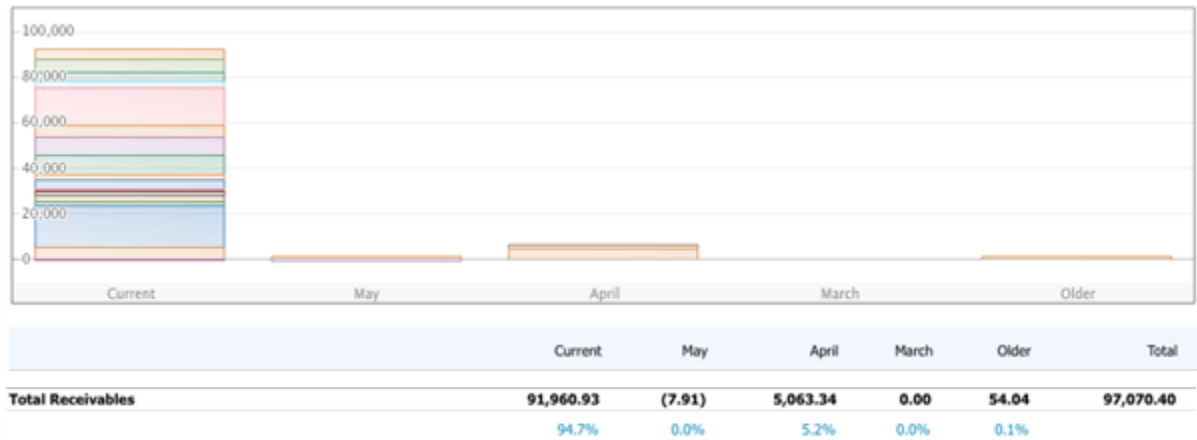 100,000
80,000
60,000
40,000
20,000
0
Current May April March Older
Current May April March Older Total
Total Receivables 91,960.93 (7.91) 5,063.34 0.00 54.04 97,070.40
94.7% 0.0% 5.2% 0.0% 0.1%